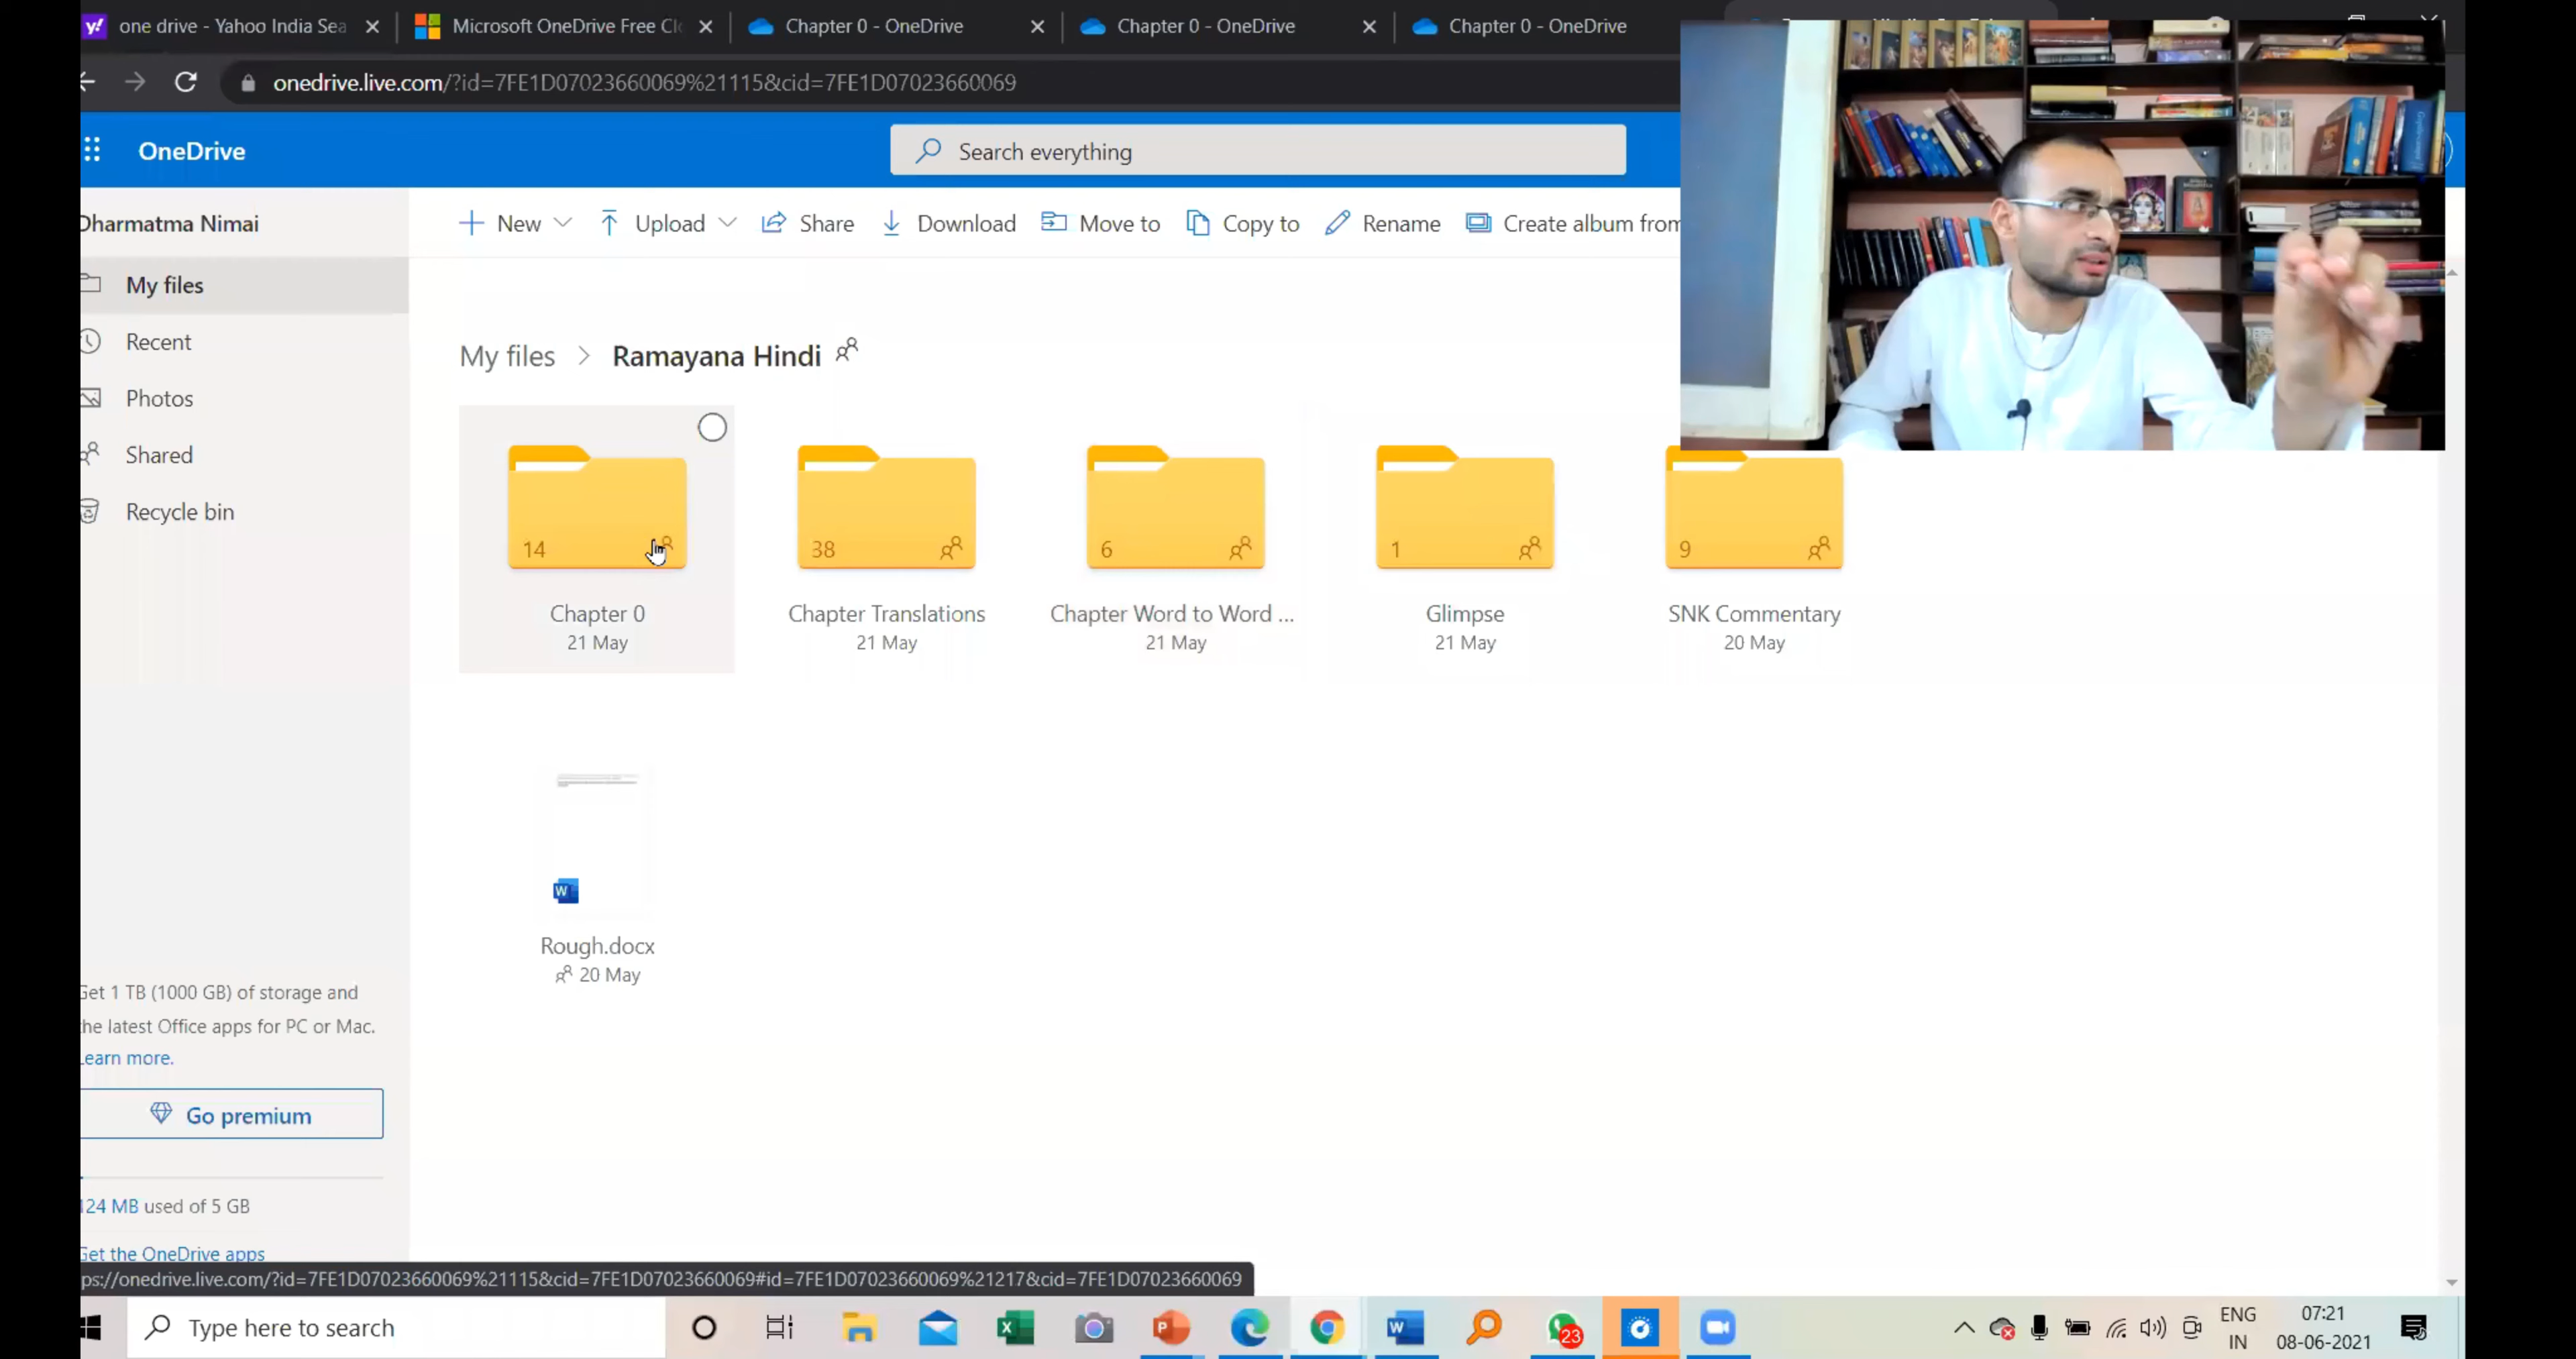 one drive - Yahoo India Sea
Microsoft OneDrive Free Cl
Chapter 0 - OneDrive
Chapter 0 - OneDrive
Chapter 0 - OneDrive
onedrive.live.com/?id=7FE1D07023660069%21115&cid=7FE1D07023660069
OneDrive
Search everything
Dharmatma Nimai
New
Upload
Share
Download
Move to
Copy to
Rename
Create album from
My files
Recent
Photos
Shared
Recycle bin
My files > Ramayana Hindi
14
38
6
1
9
Chapter 0
Chapter Translations
Chapter Word to Word ...
Glimpse
SNK Commentary
21 May
21 May
21 May
21 May
20 May
W
Rough.docx
20 May
Get 1 TB (1000 GB) of storage and
the latest Office apps for PC or Mac.
Learn more.
Go premium
124 MB used of 5 GB
Get the OneDrive apps
ps://onedrive.live.com/?id=7FE1D07023660069%21115&cid=7FE1D07023660069#id=7FE1D07023660069%21217&cid=7FE1D07023660069
Type here to search
23
ENG
IN
07:21
08-06-2021